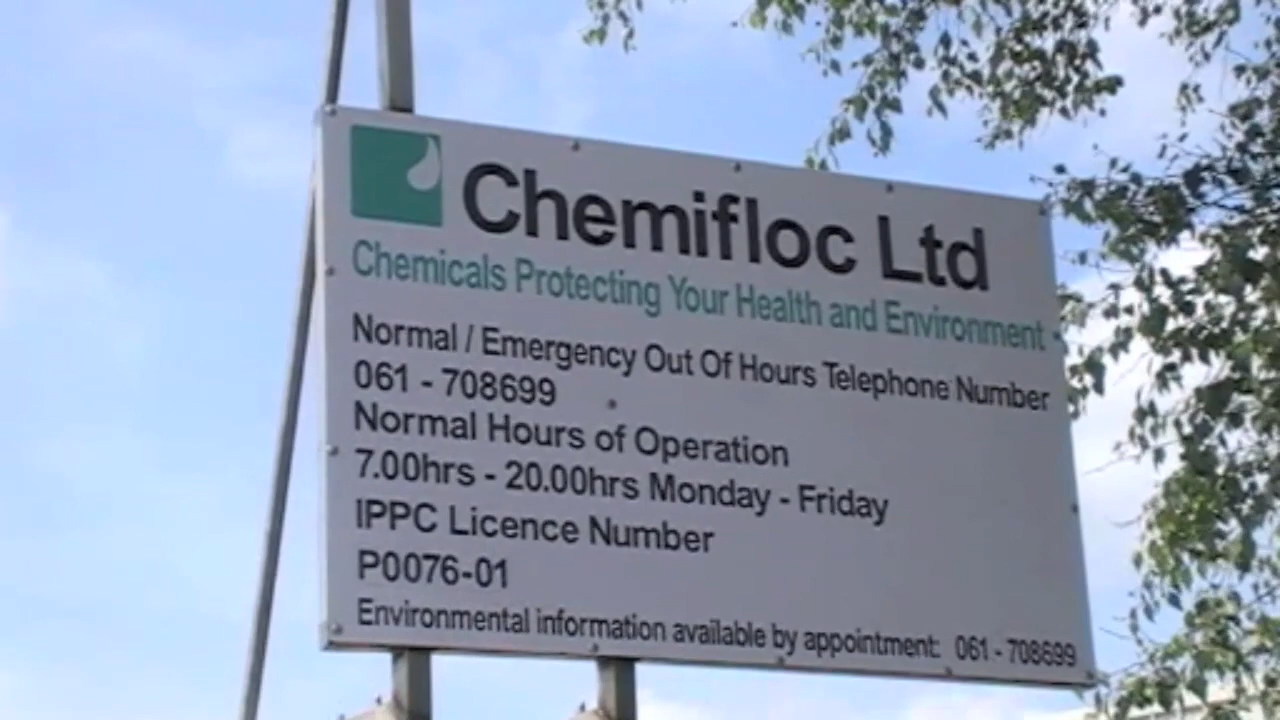 Chemifloc Ltd
Chemicals Protecting Your Health and Environment -
Normal / Emergency Out Of Hours Telephone Number
061 - 708699
Normal Hours of Operation
7.00hrs - 20.00hrs Monday - Friday
IPPC Licence Number
P0076-01
Environmental information available by appointment: 061 - 708699